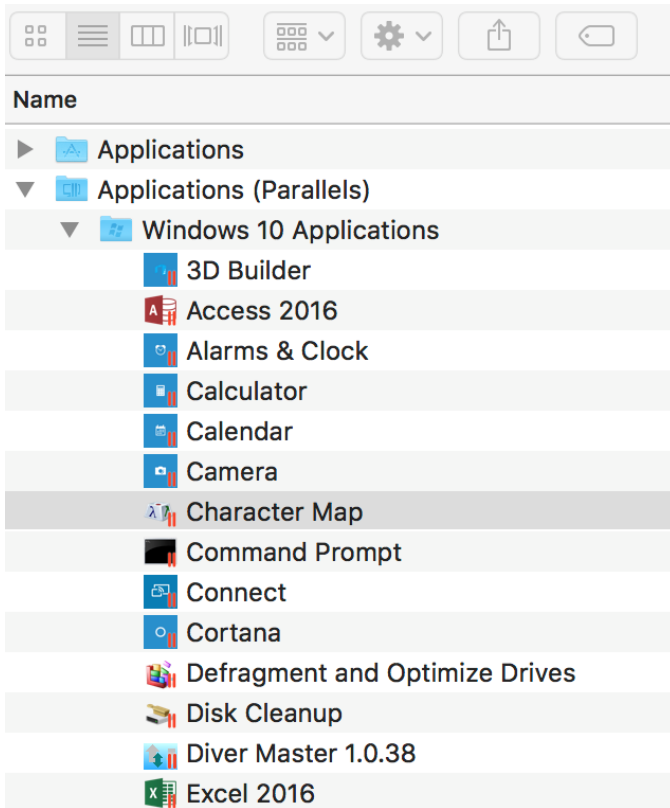 Name
Applications
Applications (Parallels)
Windows 10 Applications
3D Builder
Access 2016
Alarms & Clock
Calculator
Calendar
Camera
Character Map
Command Prompt
Connect
Cortana
Defragment and Optimize Drives
Disk Cleanup
Diver Master 1.0.38
Excel 2016